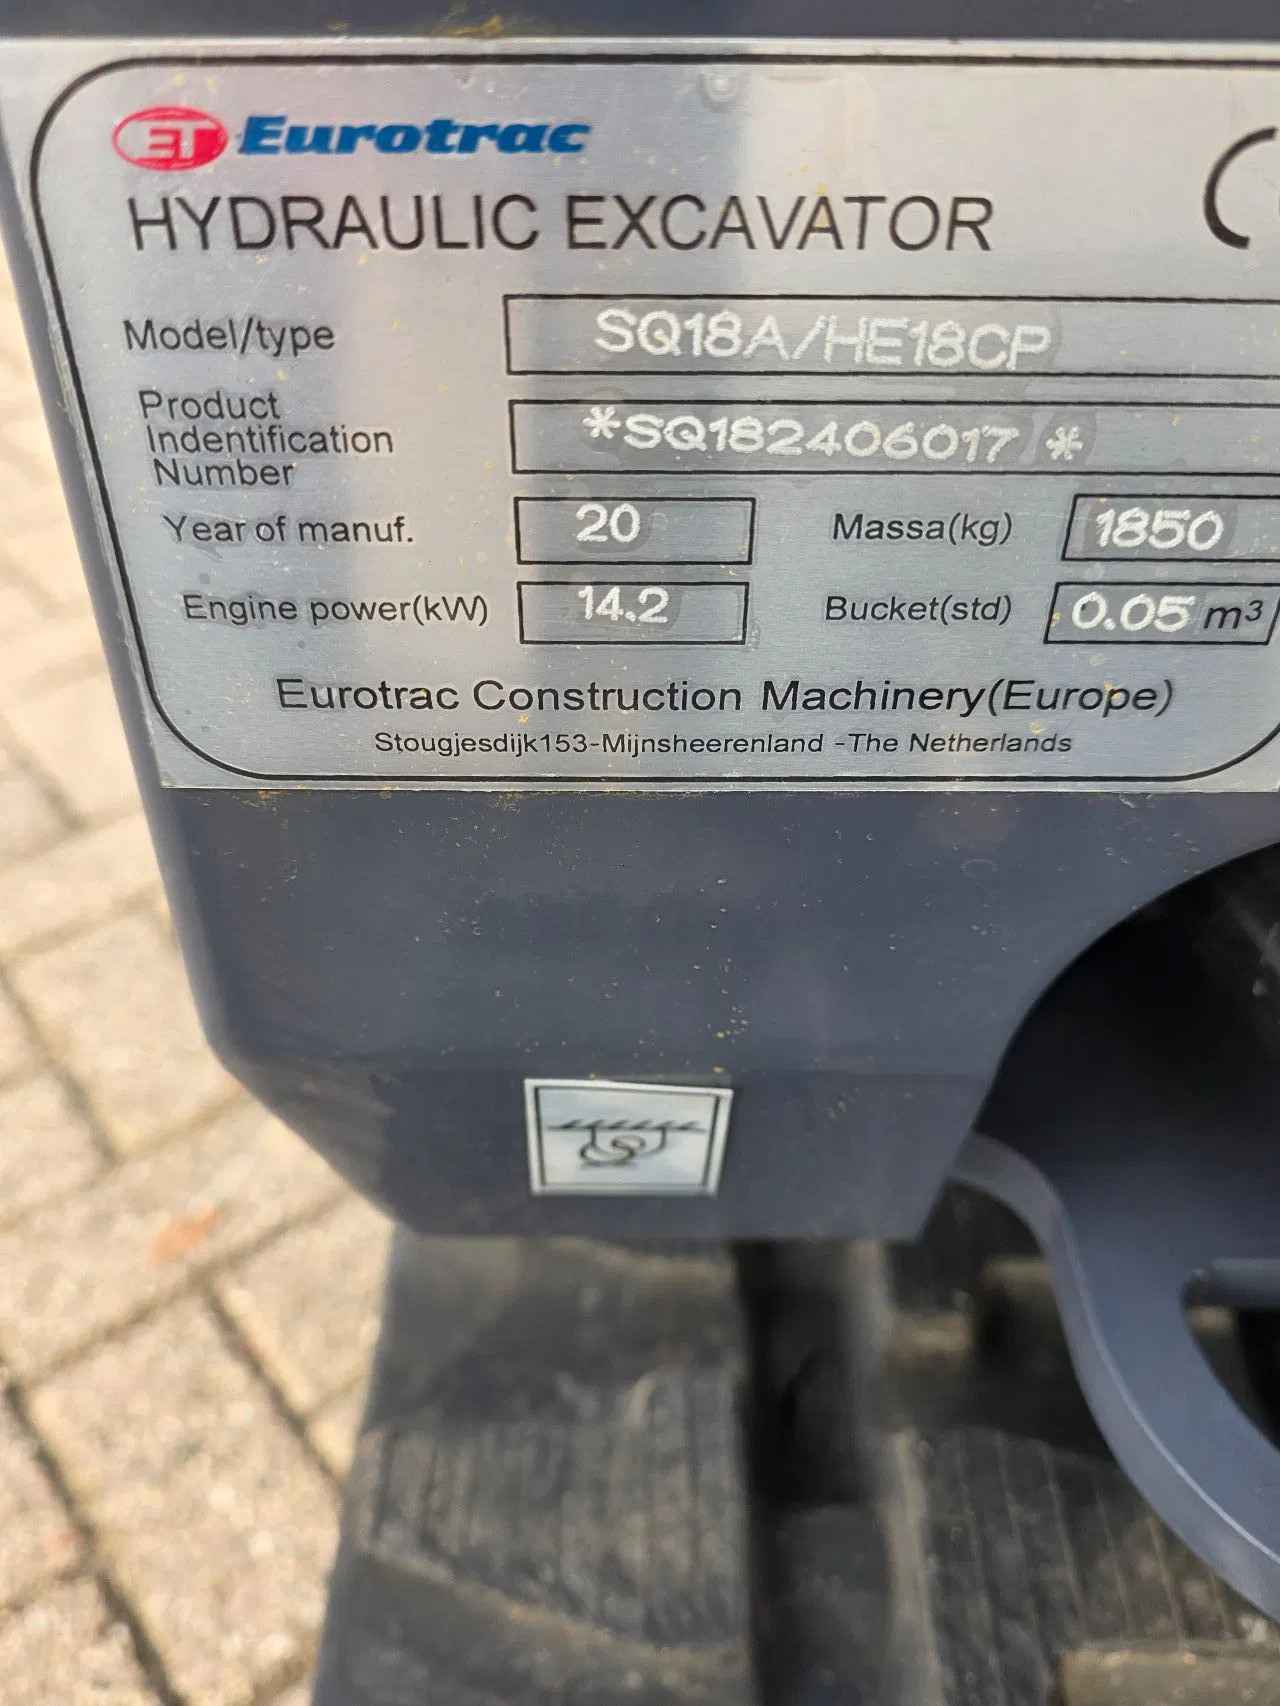 ET Eurotrac
HYDRAULIC EXCAVATOR
Model/type SQ18A/HE18CP
Product
Indentification
Number *SQ182406017*
Year of manuf. 20 Massa(kg) 1850
Engine power(kW) 14.2 Bucket(std) 0.05 m³
Eurotrac Construction Machinery(Europe)
Stougjesdijk153-Mijnsheerenland -The Netherlands